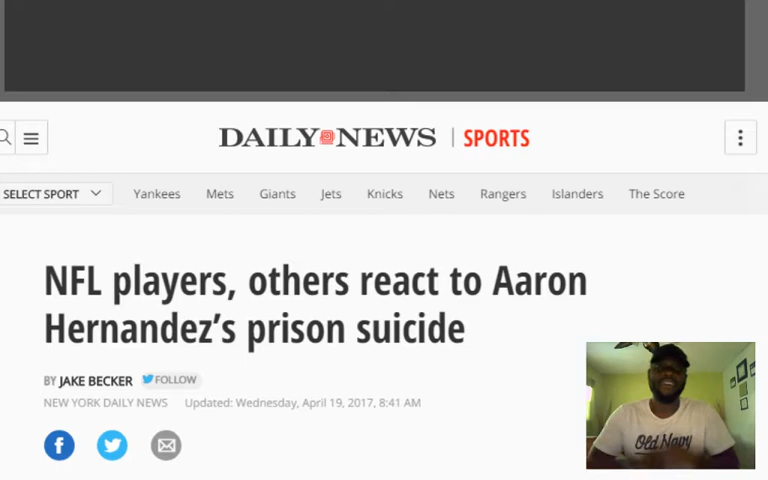 DAILY NEWS | SPORTS
SELECT SPORT Yankees Mets Giants Jets Knicks Nets Rangers Islanders The Score
NFL players, others react to Aaron
Hernandez's prison suicide
BY JAKE BECKER FOLLOW
NEW YORK DAILY NEWS Updated: Wednesday, April 19, 2017, 8:41 AM
Old Navy